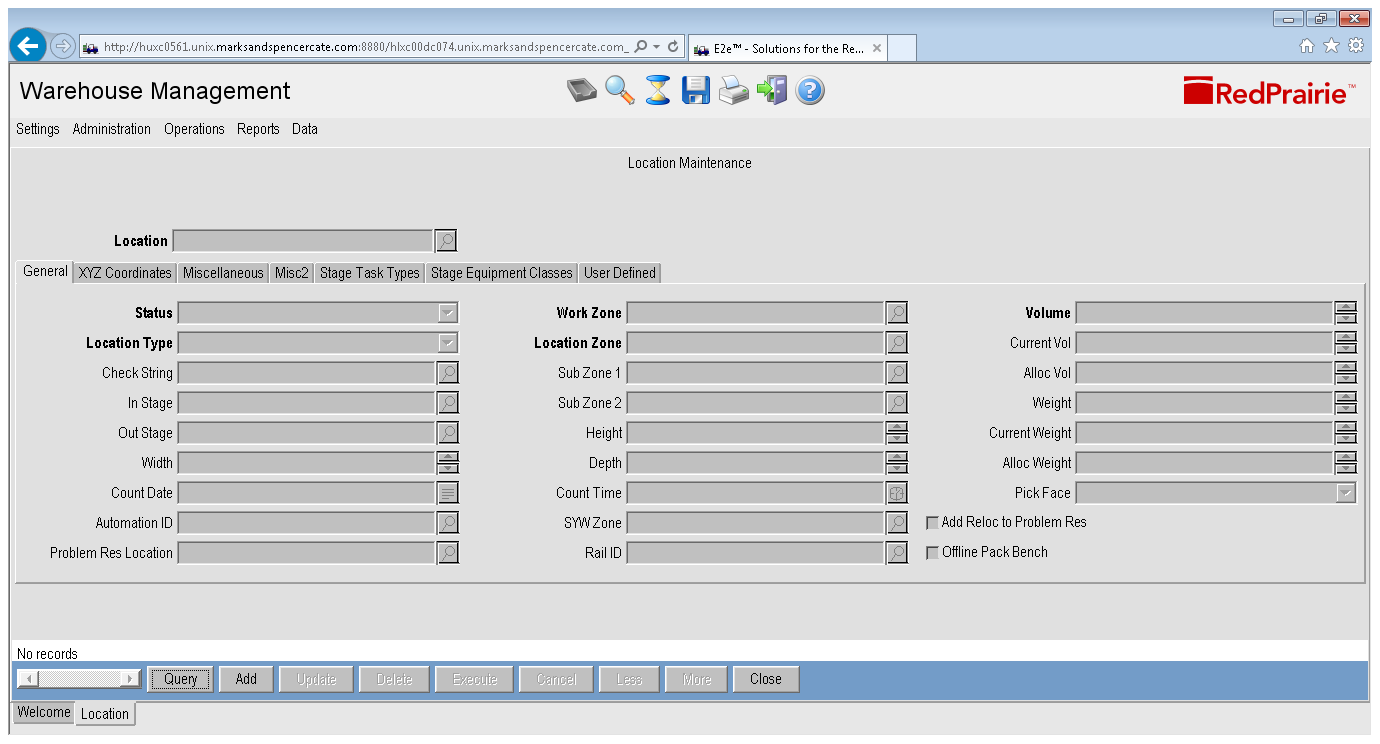 http://huxc0561.unix.marksandspencercate.com:8880/hlxc00dc074.unix.marksandspencercate.com_
E2e™ - Solutions for the Re...
Warehouse Management
RedPrairie™
Settings Administration Operations Reports Data
Location Maintenance
Location
General XYZ Coordinates Miscellaneous Misc2 Stage Task Types Stage Equipment Classes User Defined
Status Work Zone Volume
Location Type Location Zone Current Vol
Check String Sub Zone 1 Alloc Vol
In Stage Sub Zone 2 Weight
Out Stage Height Current Weight
Width Depth Alloc Weight
Count Date Count Time Pick Face
Automation ID SYW Zone Add Reloc to Problem Res
Problem Res Location Rail ID Offline Pack Bench
No records
Query Add Update Delete Execute Cancel Less More Close
Welcome Location